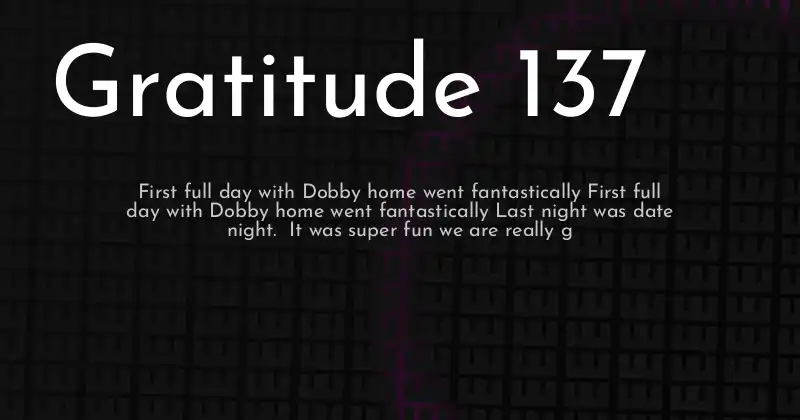 Gratitude 137
First full day with Dobby home went fantastically First full
day with Dobby home went fantastically Last night was date
night.  It was super fun we are really g